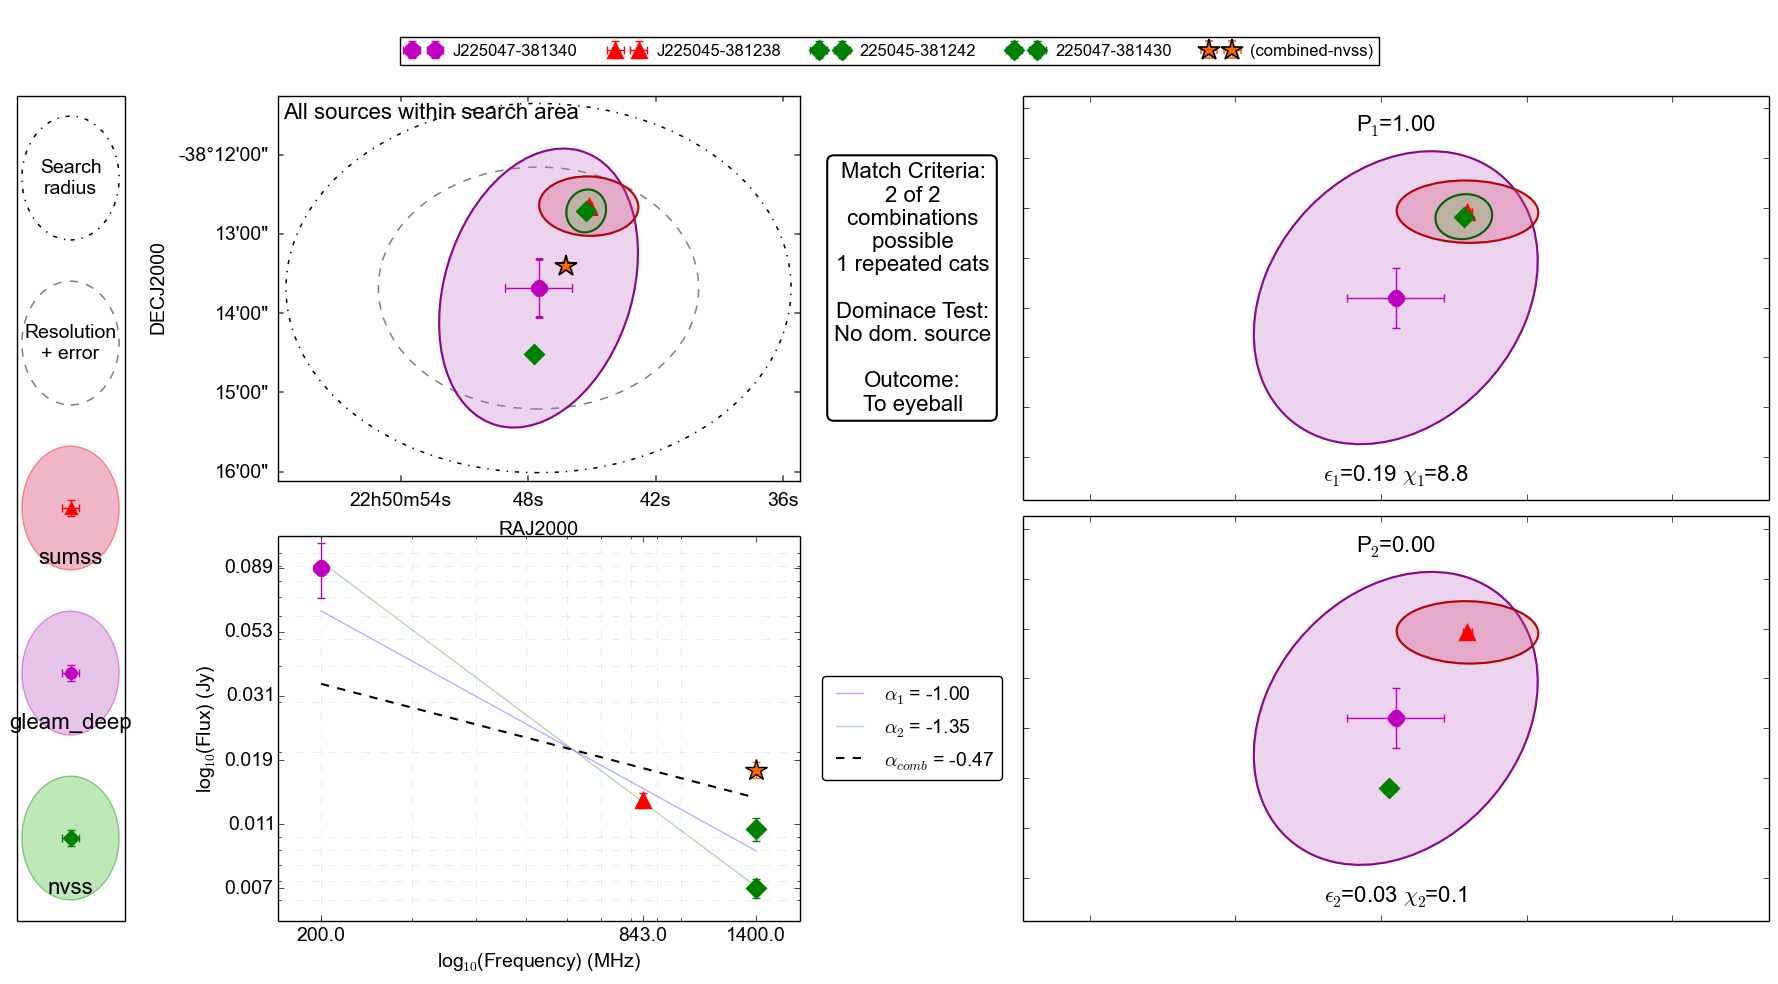 J225047-381340 J225045-381238 225045-381242 225047-381430 (combined-nvss)
Search
radius
Resolution
+ error
sumss
gleam_deep
nvss
All sources within search area
DECJ2000
-38°12'00"
13'00"
14'00"
15'00"
16'00"
22h50m54s 48s 42s 36s
RAJ2000
Match Criteria:
2 of 2
combinations
possible
1 repeated cats
Dominace Test:
No dom. source
Outcome:
To eyeball
P1=1.00
ϵ1=0.19 χ1=8.8
P2=0.00
ϵ2=0.03 χ2=0.1
log10(Flux) (Jy)
0.089
0.053
0.031
0.019
0.011
0.007
200.0 843.0 1400.0
log10(Frequency) (MHz)
α1 = -1.00
α2 = -1.35
αcomb = -0.47